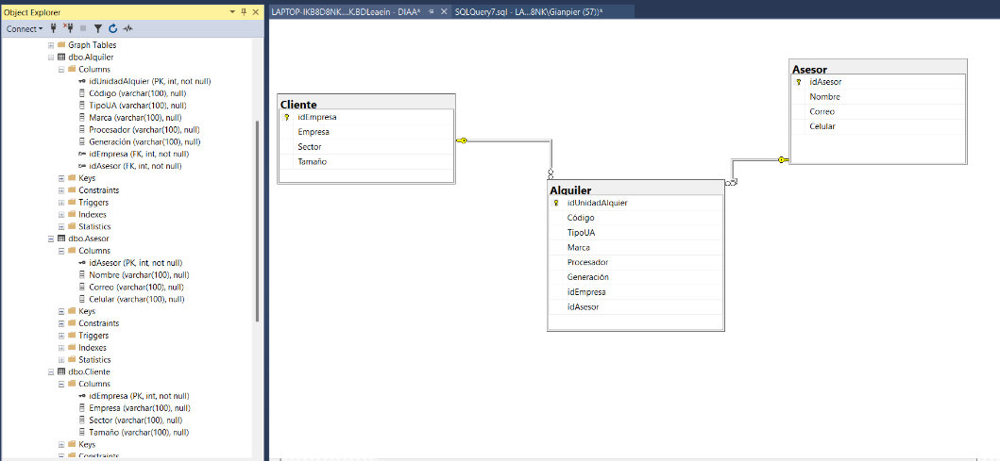 Object Explorer
Connect
Graph Tables
dbo.Alquiler
Columns
idUnidadAlquier (PK, int, not null)
Código (varchar(100), null)
TipoUA (varchar(100), null)
Marca (varchar(100), null)
Procesador (varchar(100), null)
Generación (varchar(100), null)
idEmpresa (FK, int, not null)
idAsesor (FK, int, not null)
Keys
Constraints
Triggers
Indexes
Statistics
dbo.Asesor
Columns
idAsesor (PK, int, not null)
Nombre (varchar(100), null)
Correo (varchar(100), null)
Celular (varchar(100), null)
Keys
Constraints
Triggers
Indexes
Statistics
dbo.Cliente
Columns
idEmpresa (PK, int, not null)
Empresa (varchar(100), null)
Sector (varchar(100), null)
Tamaño (varchar(100), null)
Keys
Constraints
LAPTOP-IKB8D8NK....K.BDLeaein - DIAA*
SQLQuery7.sql - LA...8NK\Gianpier (57))*
Cliente
idEmpresa
Empresa
Sector
Tamaño
Alquiler
idUnidadAlquier
Código
TipoUA
Marca
Procesador
Generación
idEmpresa
idAsesor
Asesor
idAsesor
Nombre
Correo
Celular